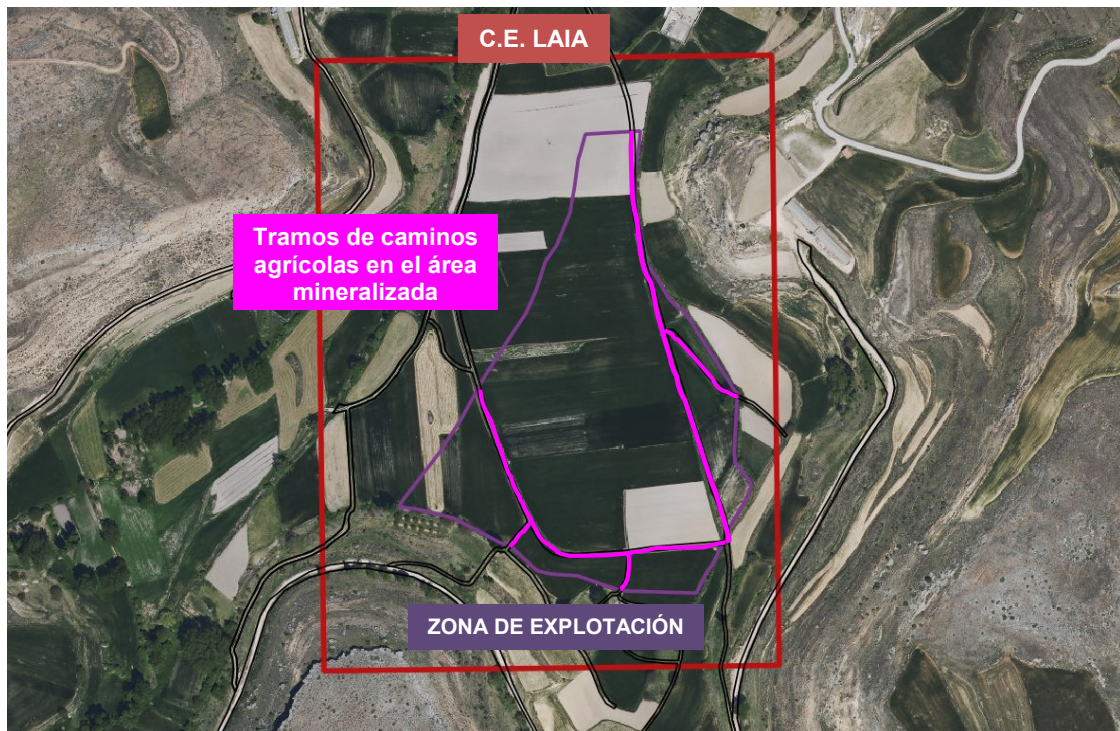 C.E. LAIA
Tramos de caminos
agrícolas en el área
mineralizada
ZONA DE EXPLOTACIÓN